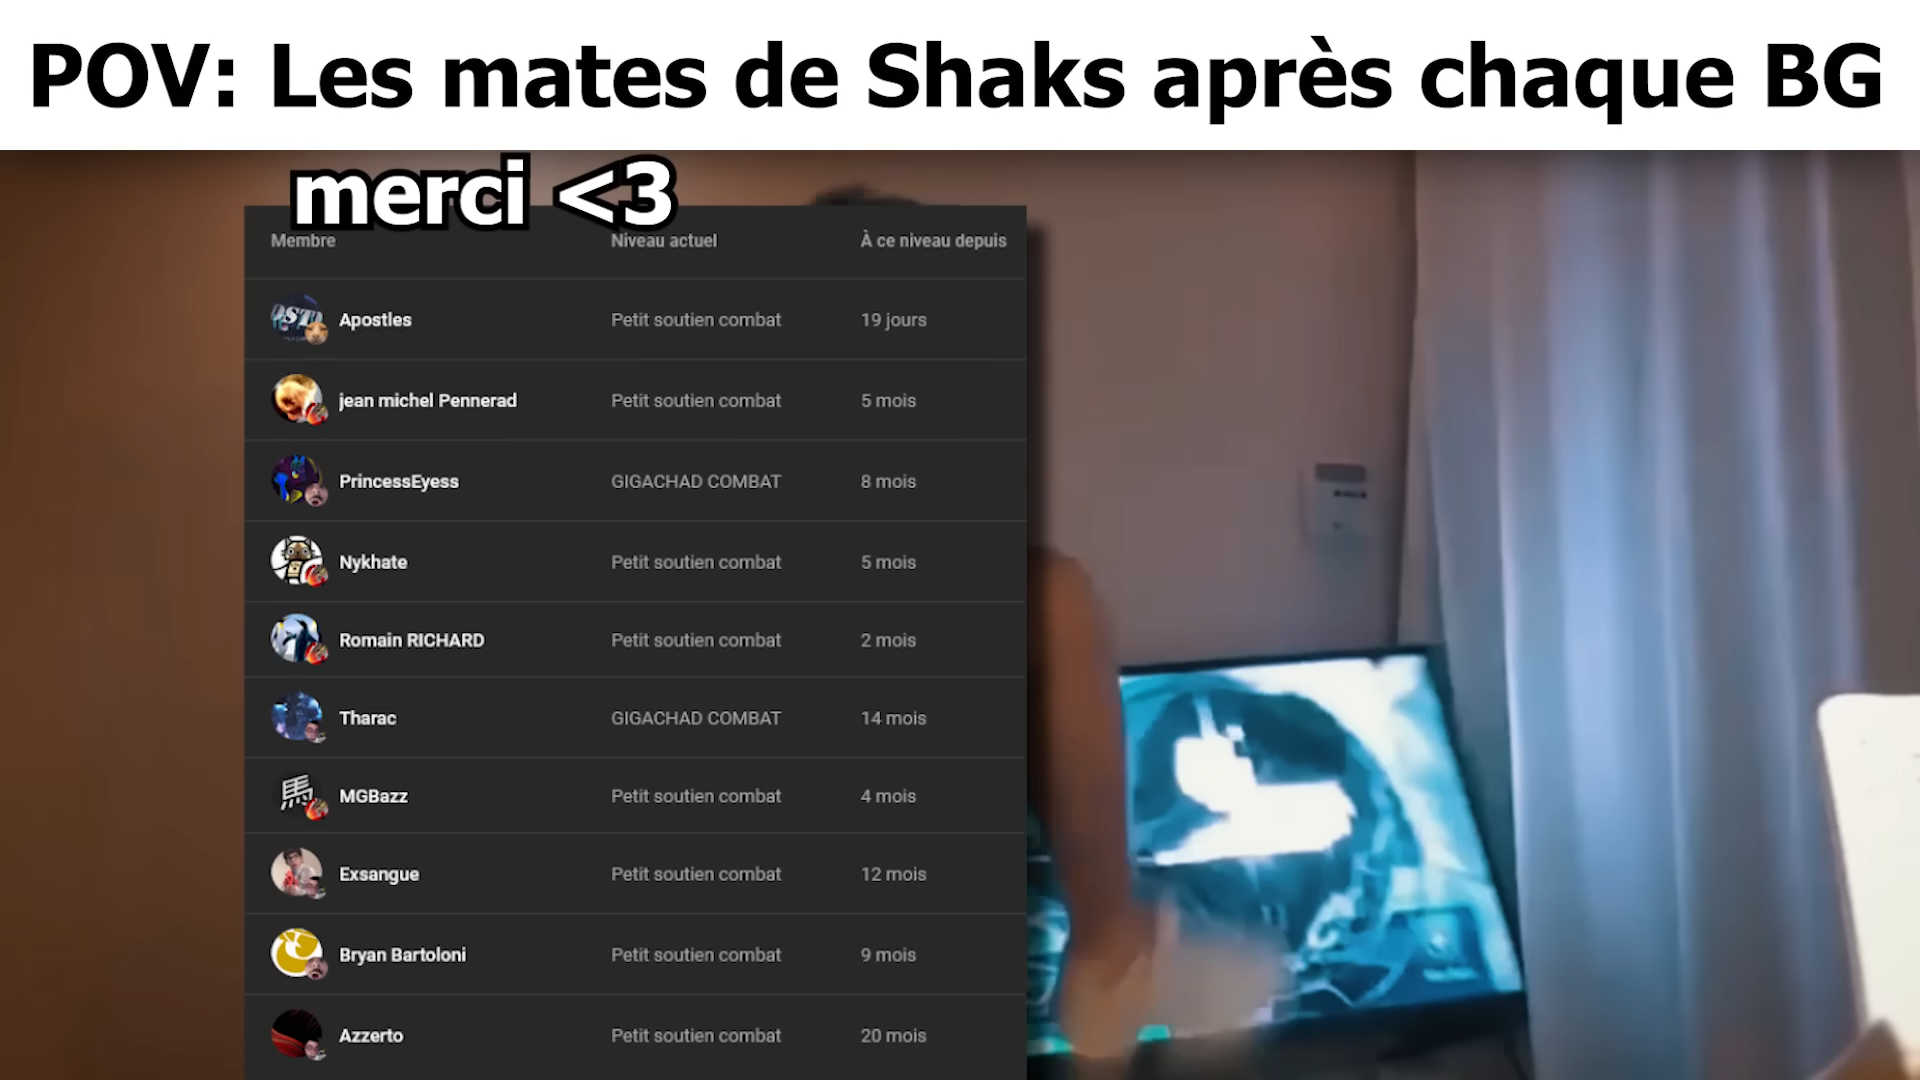 POV: Les mates de Shaks après chaque BG
merci <3
Membre Niveau actuel À ce niveau depuis
Apostles Petit soutien combat 19 jours
jean michel Pennerad Petit soutien combat 5 mois
PrincessEyess GIGACHAD COMBAT 8 mois
Nykhate Petit soutien combat 5 mois
Romain RICHARD Petit soutien combat 2 mois
Tharac GIGACHAD COMBAT 14 mois
馬 MGBazz Petit soutien combat 4 mois
Exsangue Petit soutien combat 12 mois
Bryan Bartoloni Petit soutien combat 9 mois
Azzerto Petit soutien combat 20 mois